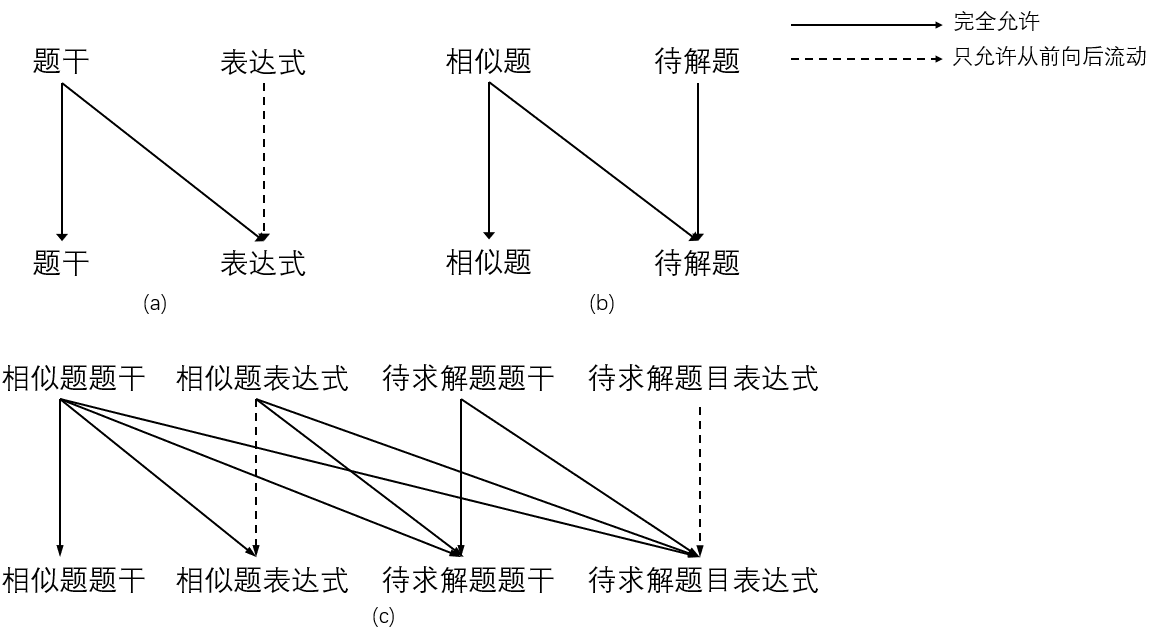 完全允许
只允许从前向后流动
题干 表达式 相似题 待解题
题干 表达式 相似题 待解题
(a) (b)
相似题题干 相似题表达式 待求解题题干 待求解题目表达式
相似题题干 相似题表达式 待求解题题干 待求解题目表达式
(c)